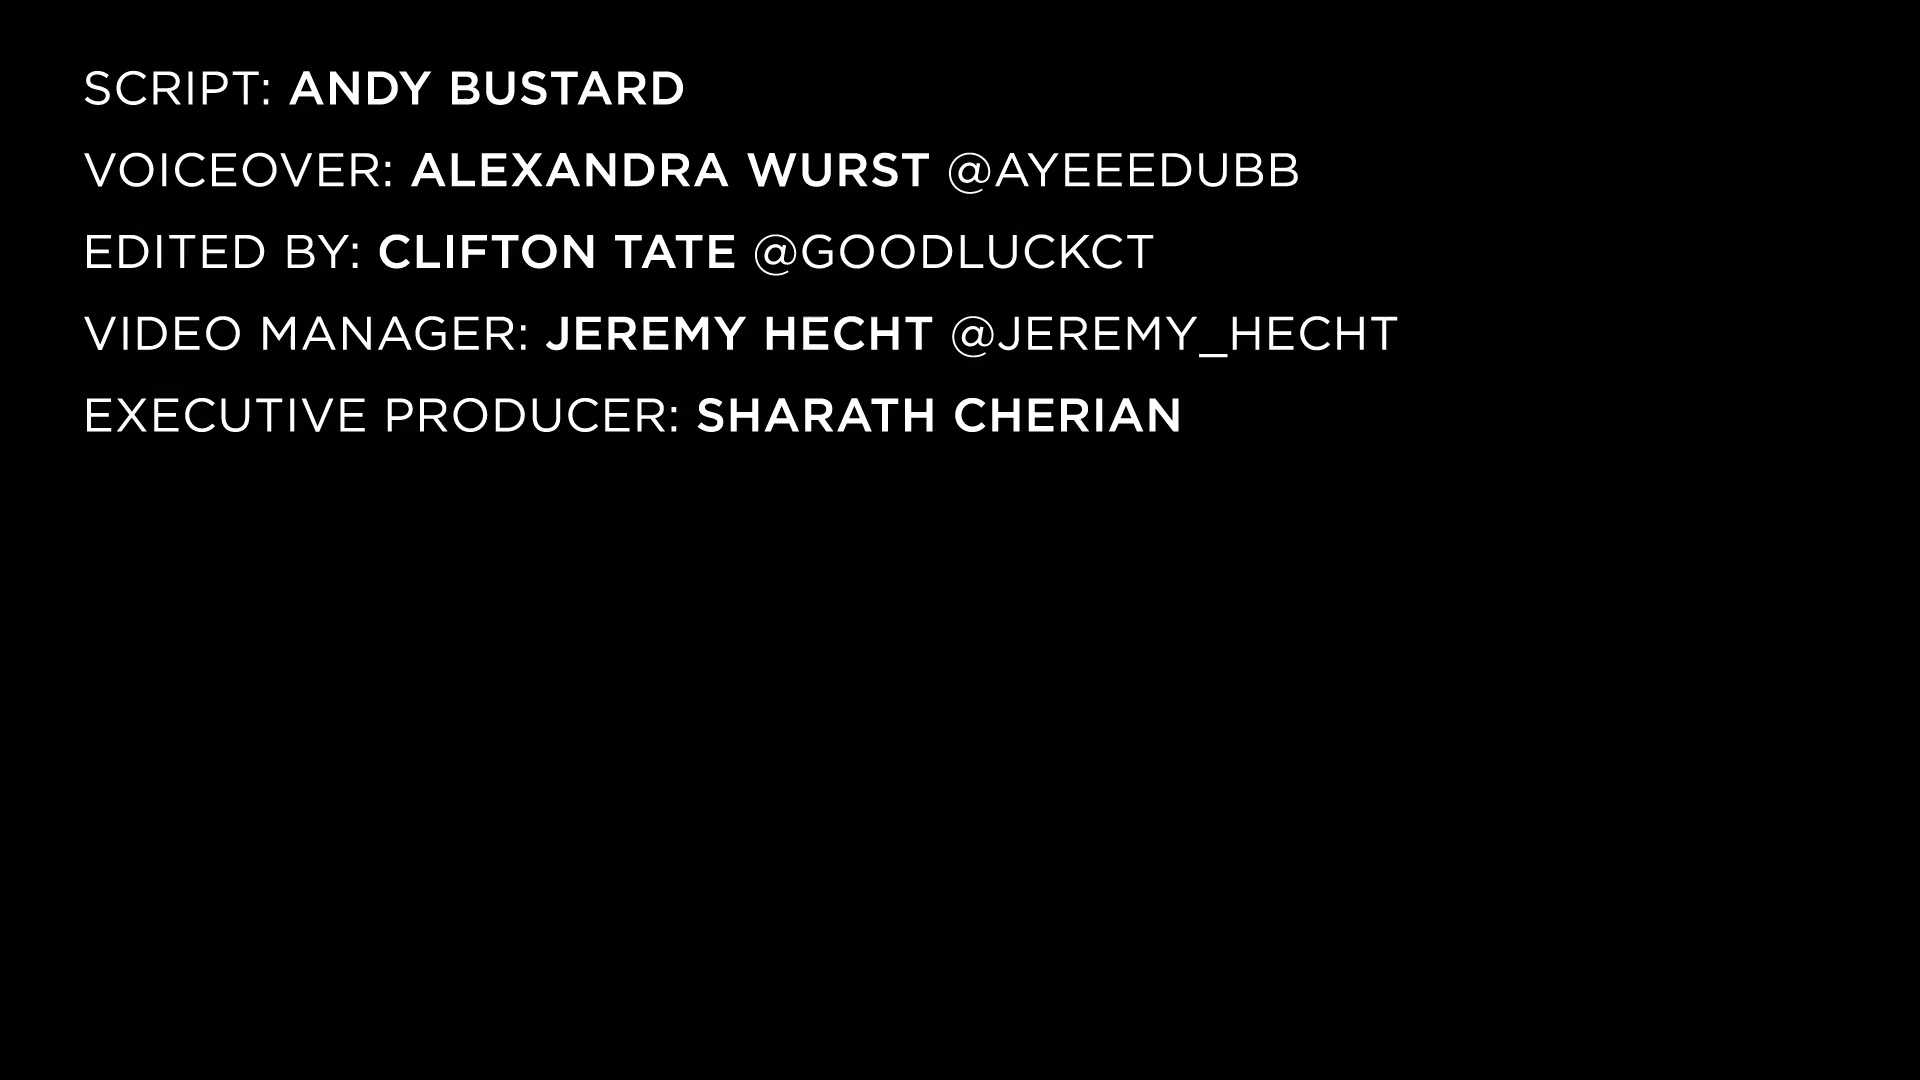 SCRIPT: ANDY BUSTARD
VOICEOVER: ALEXANDRA WURST @AYEEEDUBB
EDITED BY: CLIFTON TATE @GOODLUCKCT
VIDEO MANAGER: JEREMY HECHT @JEREMY_HECHT
EXECUTIVE PRODUCER: SHARATH CHERIAN